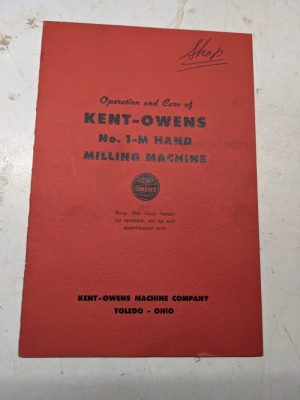 Shop
Operation and Care of
KENT-OWENS
No. 1-M HAND
MILLING MACHINE
KENT
OWENS
Keep this book handy
for operator, set-up and
maintenance men.
KENT-OWENS MACHINE COMPANY
TOLEDO - OHIO